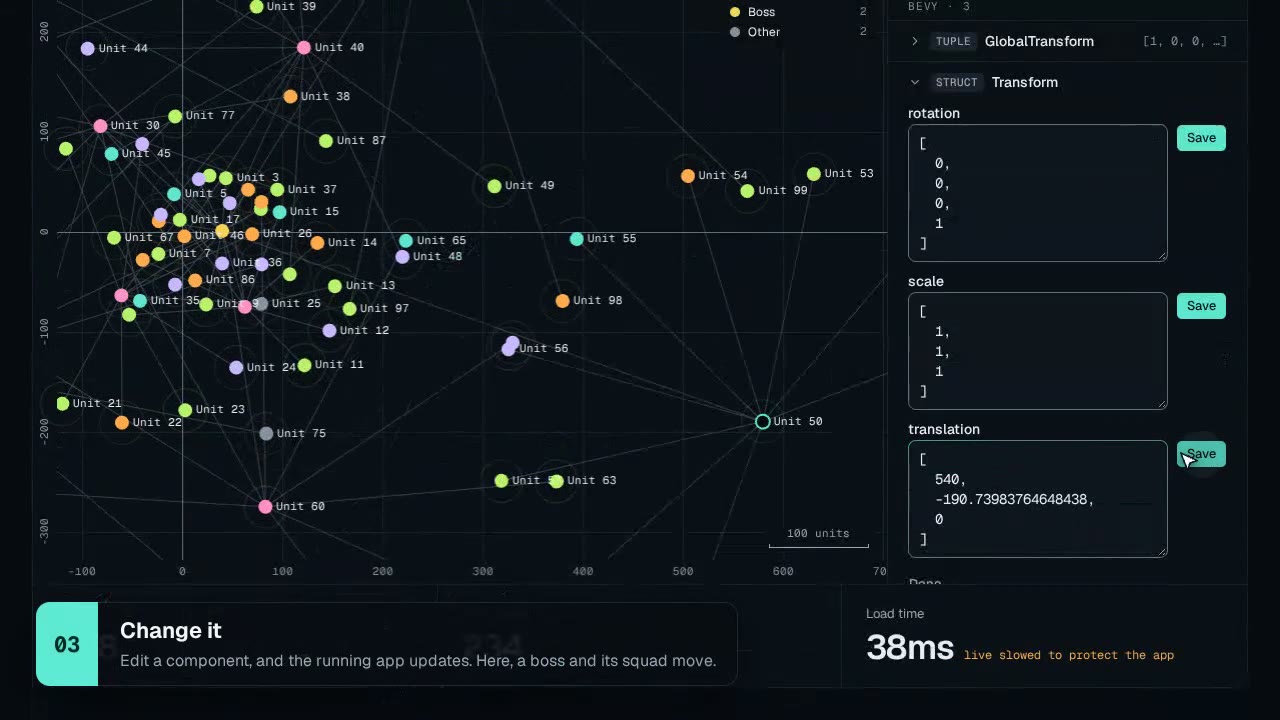 Unit 39
Unit 44
Unit 40
Unit 38
Unit 77
Unit 30
Unit 87
Unit 45
Unit 3
Unit 5
Unit 37
Unit 17
Unit 15
Unit 67
Unit 46
Unit 26
Unit 14
Unit 7
Unit 36
Unit 86
Unit 35
Unit 9
Unit 25
Unit 13
Unit 97
Unit 12
Unit 24
Unit 11
Unit 21
Unit 22
Unit 23
Unit 75
Unit 60
Unit 49
Unit 65
Unit 48
Unit 55
Unit 54
Unit 99
Unit 53
Unit 98
Unit 56
Unit 50
Unit
Unit 63
200
100
0
-100
-200
-300
-100
0
100
200
300
400
500
600
70
100 units
Boss 2
Other 2
BEVY · 3
TUPLE GlobalTransform [1, 0, 0, …]
STRUCT Transform
rotation
[
0,
0,
0,
1
]
Save
scale
[
1,
1,
1
]
Save
translation
[
540,
-190.73983764648438,
0
]
Save
Done
03
Change it
Edit a component, and the running app updates. Here, a boss and its squad move.
234
Load time
38ms live slowed to protect the app